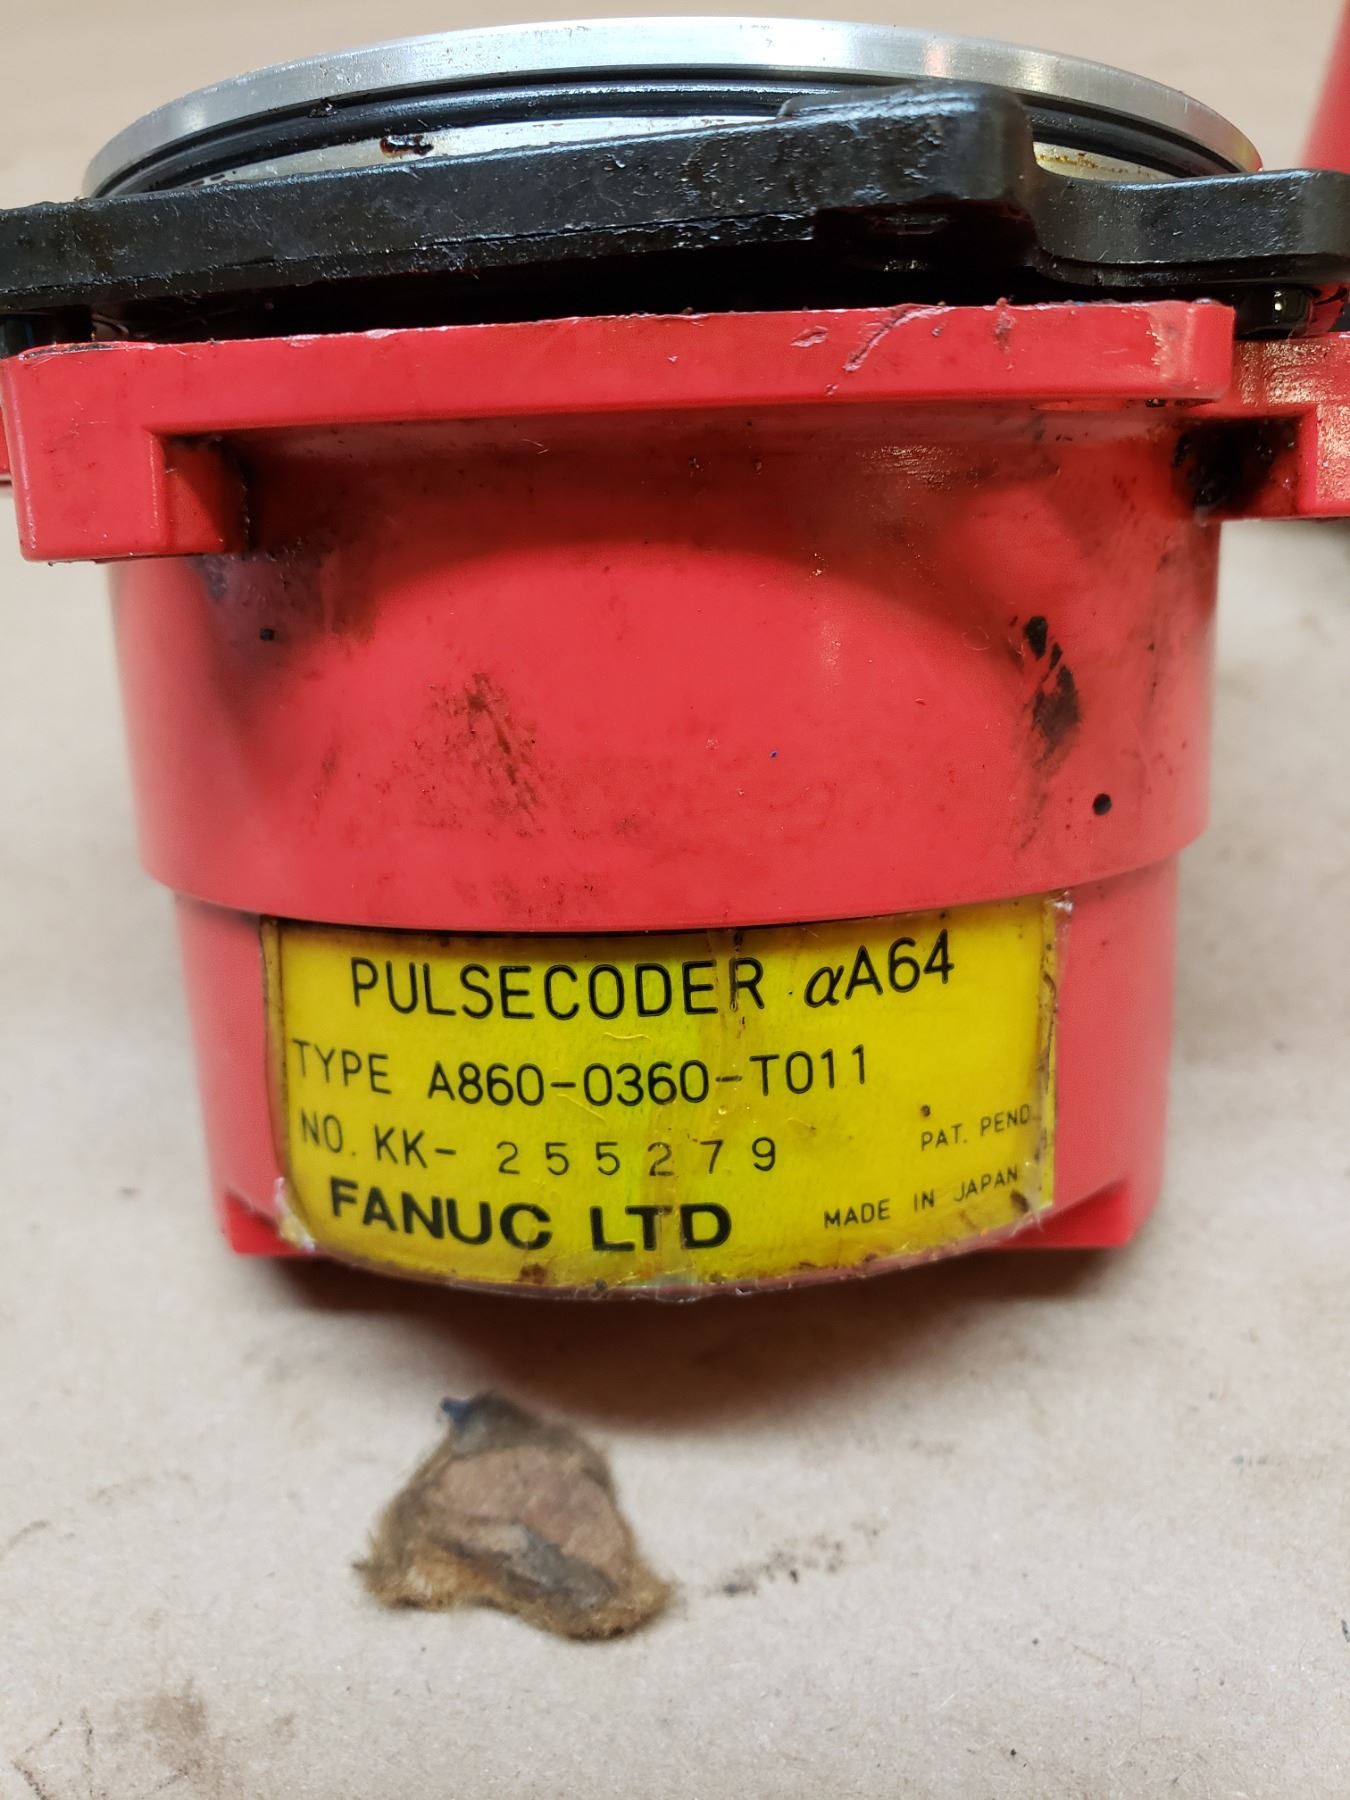 PULSECODER αA64
TYPE A860-0360-T011
NO. KK- 255279
PAT. PEND.
FANUC LTD MADE IN JAPAN